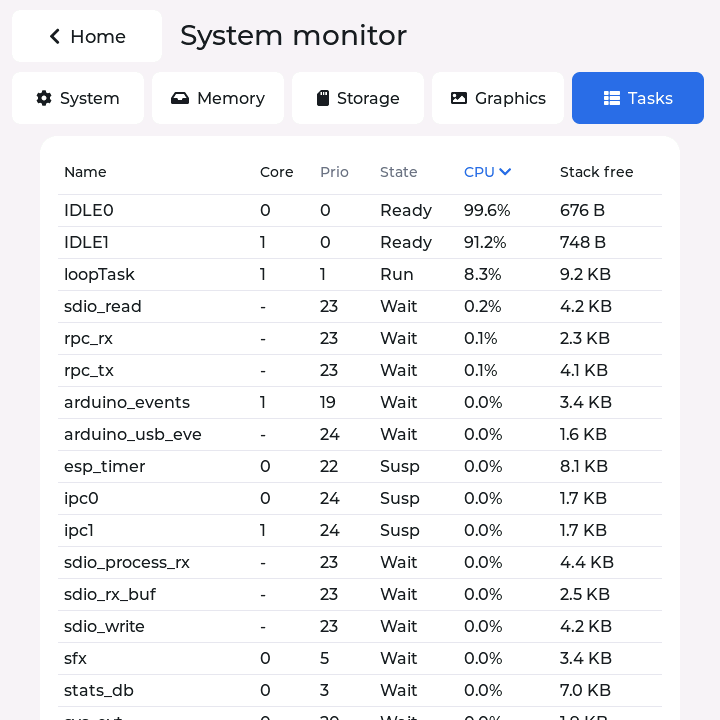 Home System monitor
System Memory Storage Graphics Tasks
Name Core Prio State CPU Stack free
IDLE0 0 0 Ready 99.6% 676 B
IDLE1 1 0 Ready 91.2% 748 B
loopTask 1 1 Run 8.3% 9.2 KB
sdio_read - 23 Wait 0.2% 4.2 KB
rpc_rx - 23 Wait 0.1% 2.3 KB
rpc_tx - 23 Wait 0.1% 4.1 KB
arduino_events 1 19 Wait 0.0% 3.4 KB
arduino_usb_eve - 24 Wait 0.0% 1.6 KB
esp_timer 0 22 Susp 0.0% 8.1 KB
ipc0 0 24 Susp 0.0% 1.7 KB
ipc1 1 24 Susp 0.0% 1.7 KB
sdio_process_rx - 23 Wait 0.0% 4.4 KB
sdio_rx_buf - 23 Wait 0.0% 2.5 KB
sdio_write - 23 Wait 0.0% 4.2 KB
sfx 0 5 Wait 0.0% 3.4 KB
stats_db 0 3 Wait 0.0% 7.0 KB